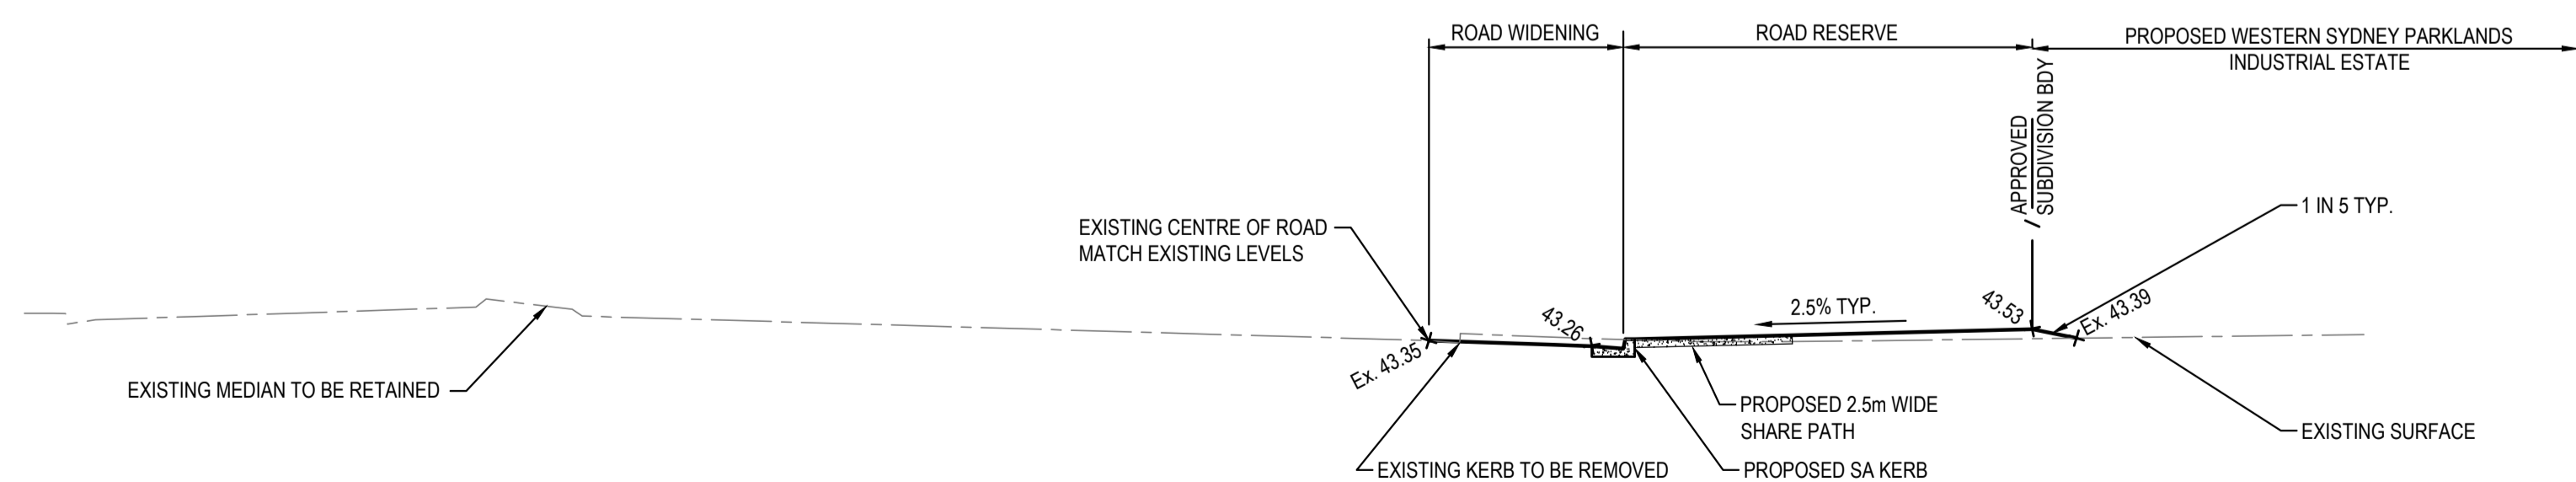 ROAD WIDENING
ROAD RESERVE
PROPOSED WESTERN SYDNEY PARKLANDS
INDUSTRIAL ESTATE
APPROVED
SUBDIVISION BDY
1 IN 5 TYP.
EXISTING CENTRE OF ROAD
MATCH EXISTING LEVELS
43.26
2.5% TYP.
43.53
Ex. 43.39
Ex. 43.35
EXISTING MEDIAN TO BE RETAINED
PROPOSED 2.5m WIDE
SHARE PATH
EXISTING SURFACE
EXISTING KERB TO BE REMOVED
PROPOSED SA KERB